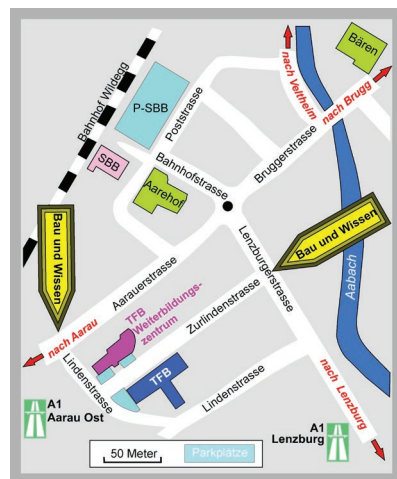 Bären
nach Veltheim
nach Brugg
Bahnhof Wildegg
P-SBB
Poststrasse
SBB
Bahnhofstrasse
Bruggerstrasse
Aarehof
Bau und Wissen
Bau und Wissen
Aarauerstrasse
Lenzburgerstrasse
Aabach
TFB
Weiterbildungs-
zentrum
Zurlindenstrasse
nach Aarau
Lindenstrasse
TFB
Lindenstrasse
nach Lenzburg
A1
Aarau Ost
A1
Lenzburg
50 Meter
Parkplätze